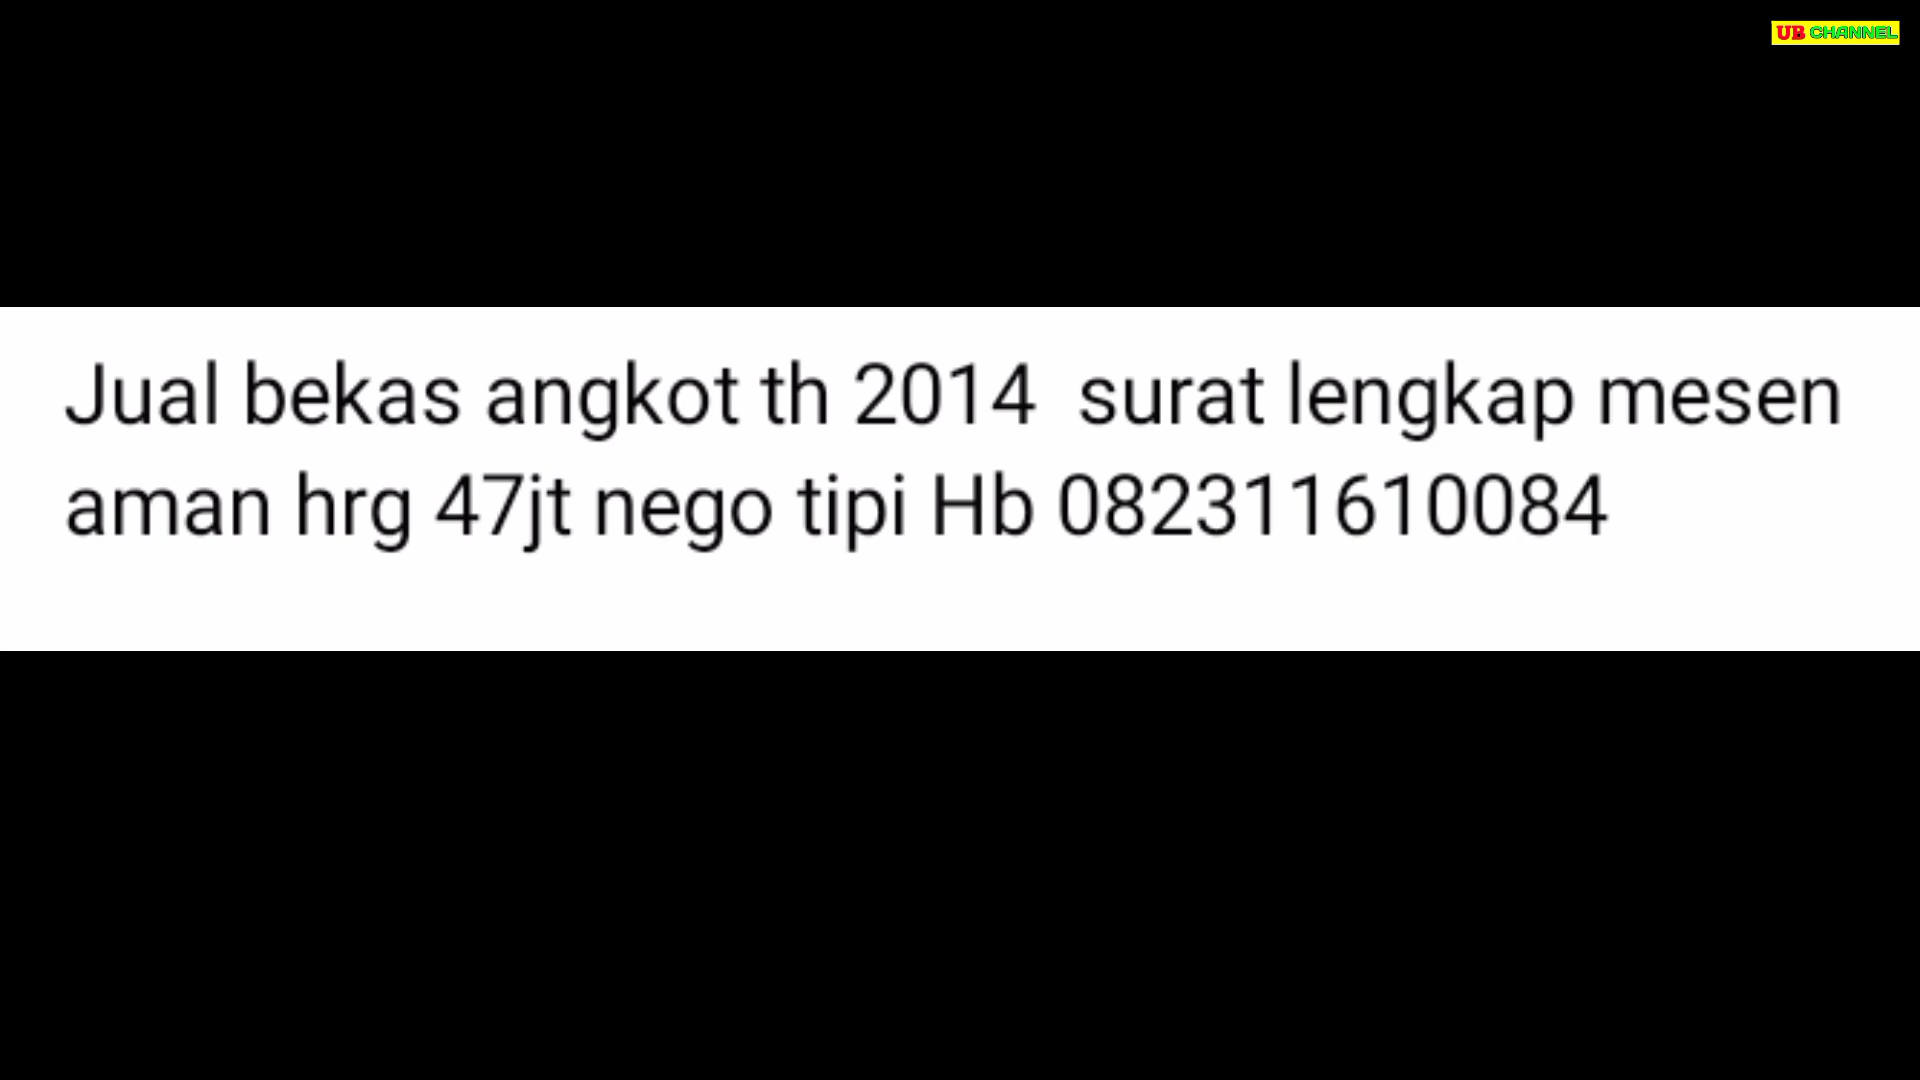 UB CHANNEL
Jual bekas angkot th 2014  surat lengkap mesen
aman hrg 47jt nego tipi Hb 082311610084